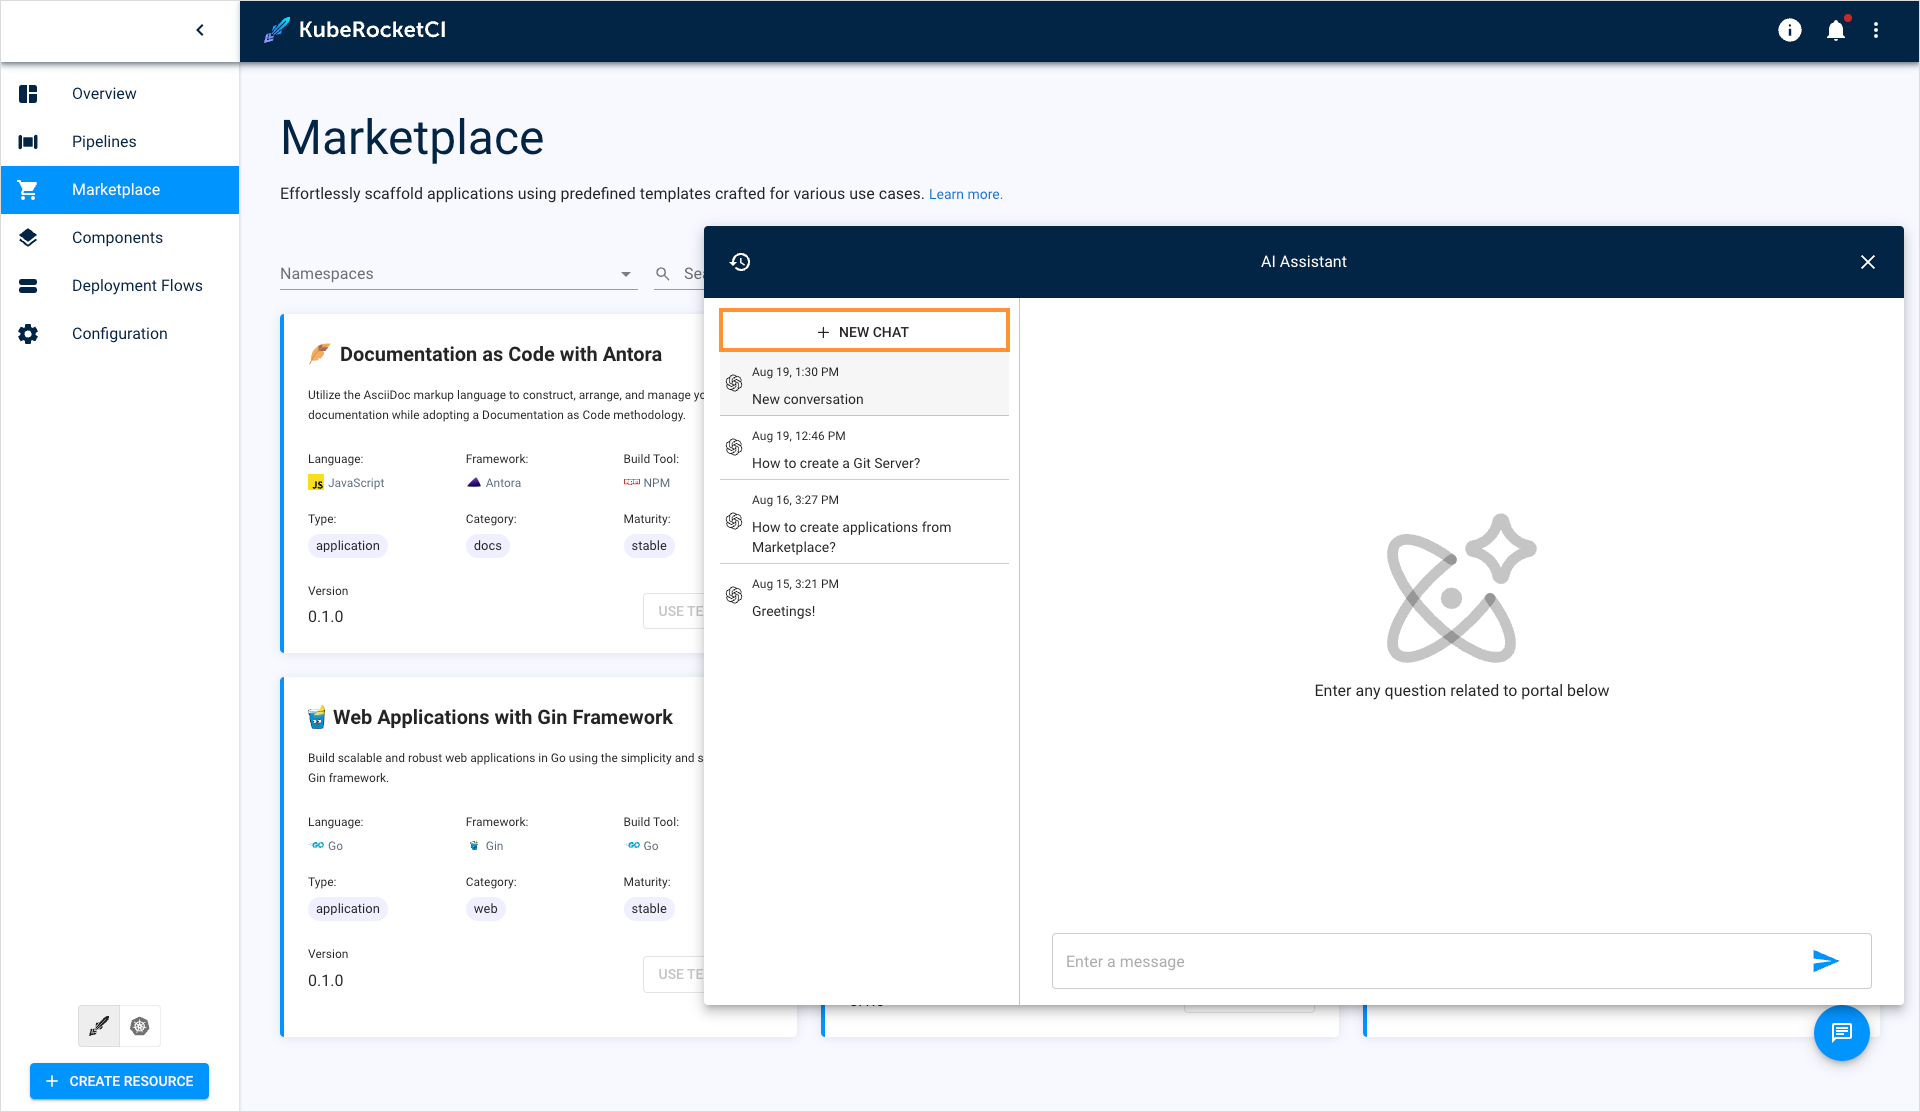 KubeRocketCI
Overview
Pipelines
Marketplace
Components
Deployment Flows
Configuration
CREATE RESOURCE
Marketplace
Effortlessly scaffold applications using predefined templates crafted for various use cases. Learn more.
Namespaces
Documentation as Code with Antora
Utilize the AsciiDoc markup language to construct, arrange, and manage
documentation while adopting a Documentation as Code methodology.
Language: Framework: Build Tool:
JS JavaScript Antora NPM
Type: Category: Maturity:
application docs stable
Version
0.1.0
USE TE
Web Applications with Gin Framework
Build scalable and robust web applications in Go using the simplicity and
Gin framework.
Language: Framework: Build Tool:
GO Go Gin GO Go
Type: Category: Maturity:
application web stable
Version
0.1.0
USE TE
AI Assistant
NEW CHAT
Aug 19, 1:30 PM
New conversation
Aug 19, 12:46 PM
How to create a Git Server?
Aug 16, 3:27 PM
How to create applications from
Marketplace?
Aug 15, 3:21 PM
Greetings!
Enter any question related to portal below
Enter a message